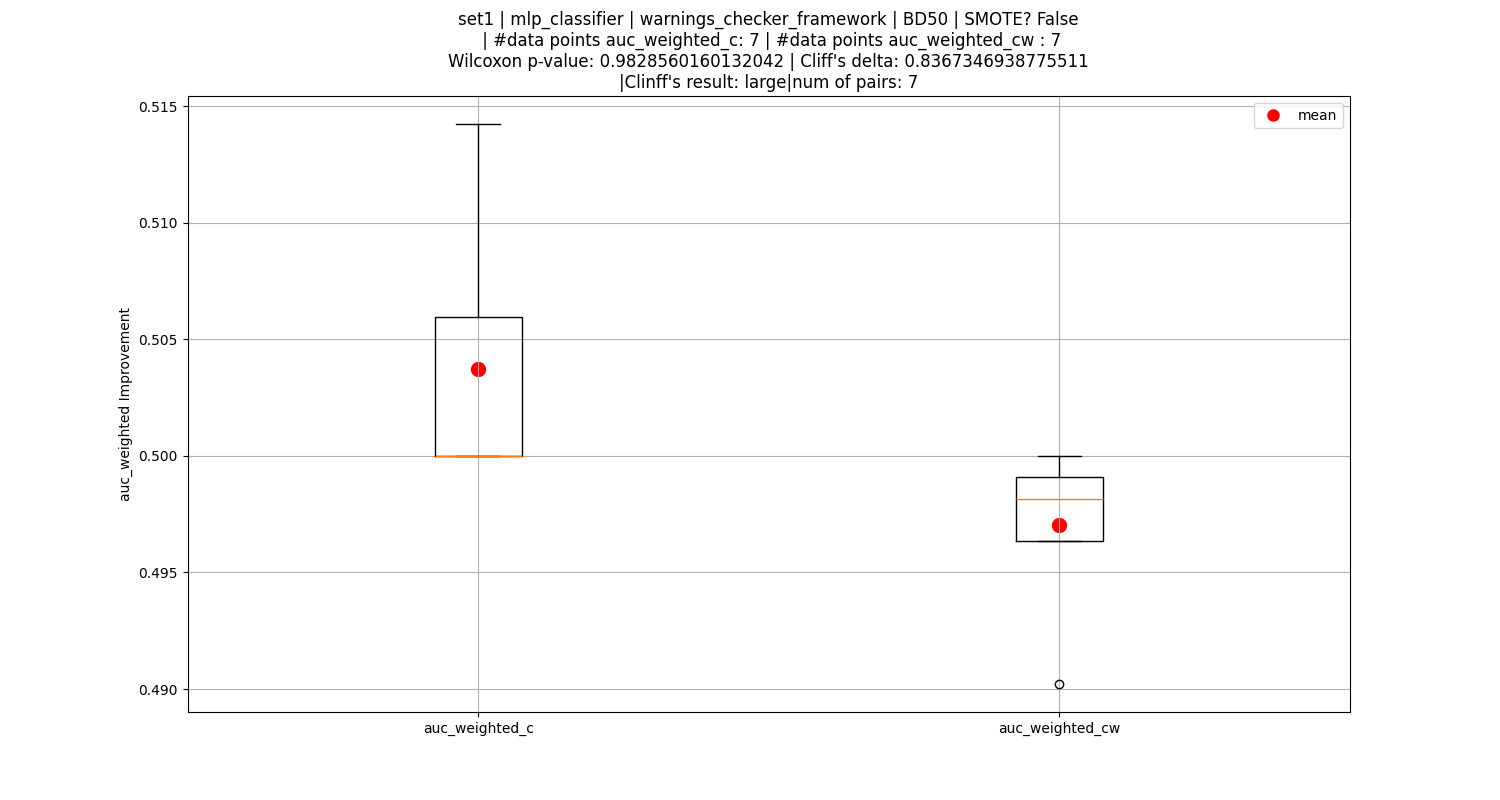 set1 | mlp_classifier | warnings_checker_framework | BD50 | SMOTE? False
| #data points auc_weighted_c: 7 | #data points auc_weighted_cw : 7
Wilcoxon p-value: 0.9828560160132042 | Cliff's delta: 0.8367346938775511
|Clinff's result: large|num of pairs: 7
mean
0.515
0.510
0.505
0.500
0.495
0.490
auc_weighted Improvement
auc_weighted_c
auc_weighted_cw